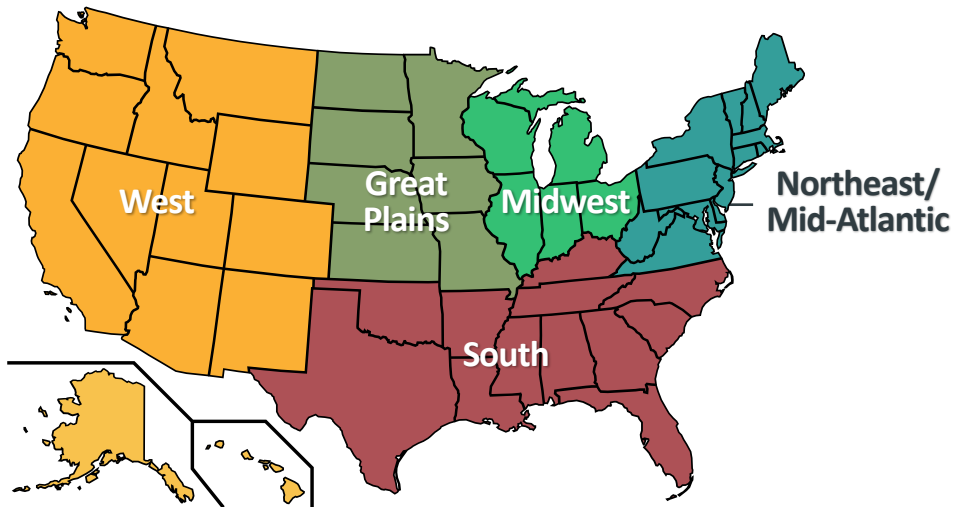 West
Great
Plains
Midwest
Northeast/
Mid-Atlantic
South